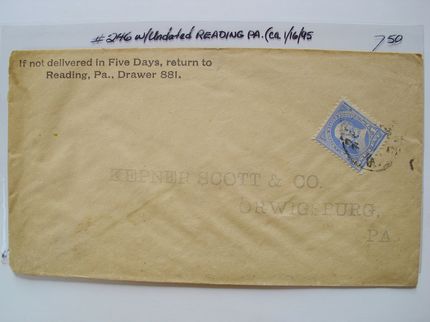 #246 w/Undated READING PA. (ca 1/16/95
7 50
If not delivered in Five Days, return to
Reading, Pa., Drawer 881.
KEPNER SCOTT & CO.
ORWIGSBURG,
PA